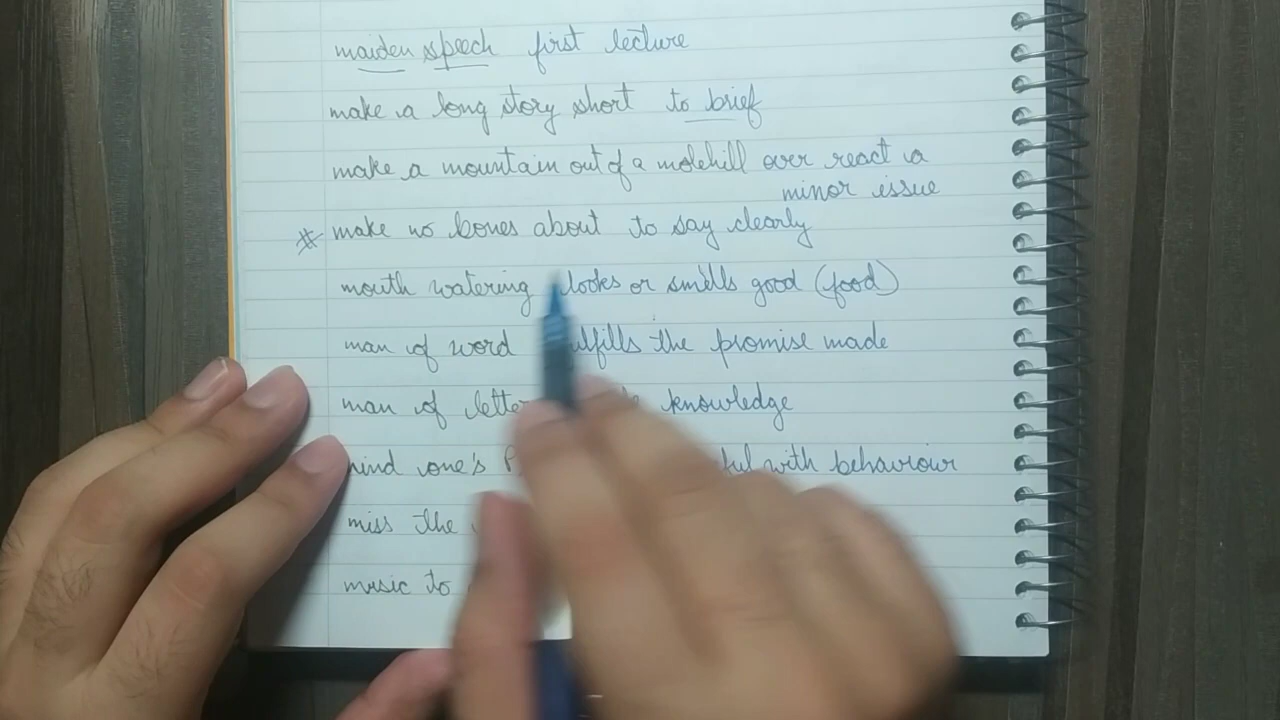 maiden speech first lecture
make a long story short to brief
make a mountain out of a molehill over react a
minor issue
* make no bones about to say clearly
mouth watering looks or smells good (food)
man of word the promise made
man of knowledge
one's with behaviour
miss the
music to